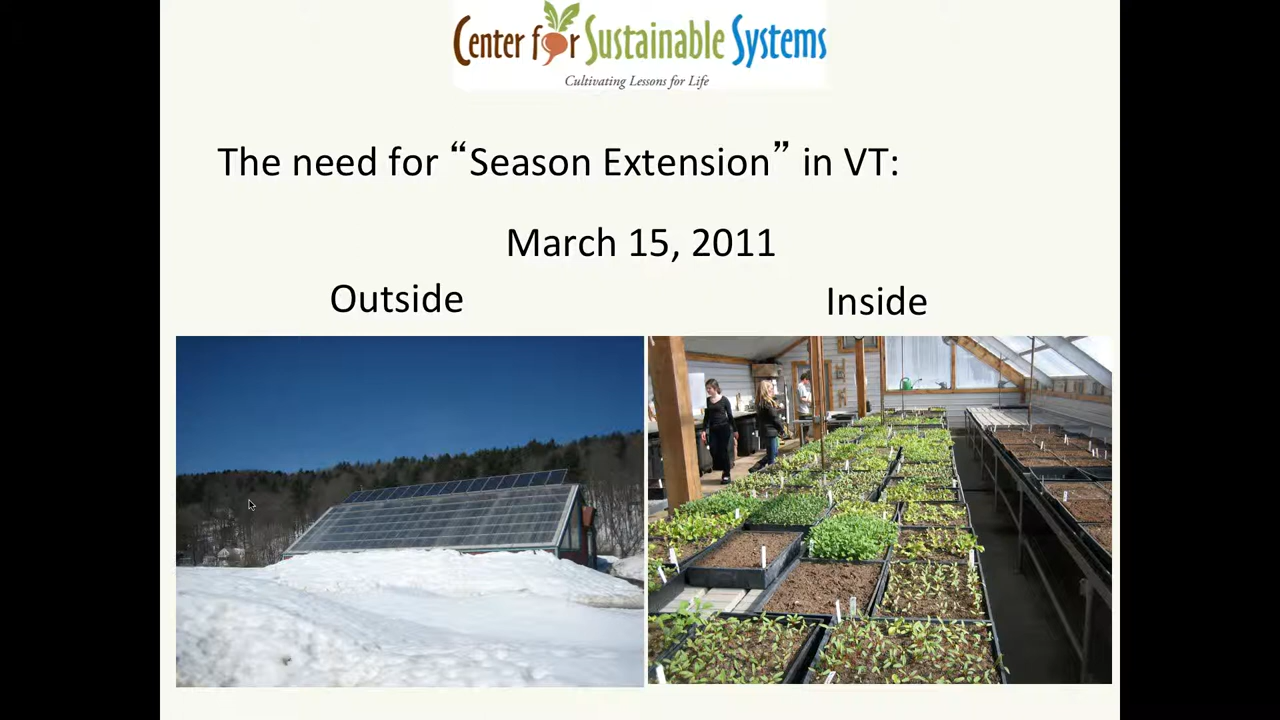 Center for Sustainable Systems
Cultivating Lessons for Life
The need for “Season Extension” in VT:
March 15, 2011
Outside
Inside